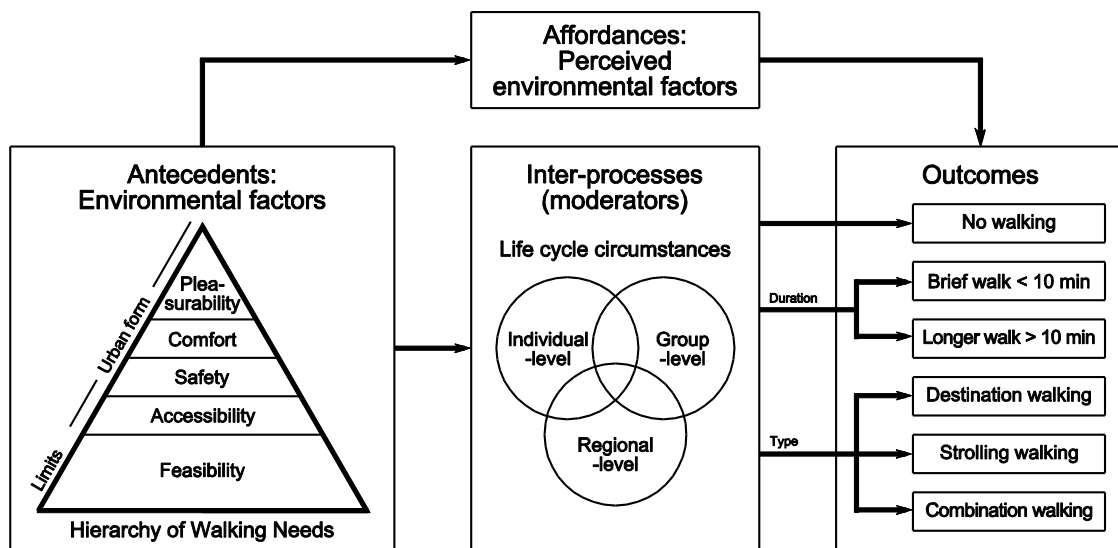 Affordances:
Perceived
environmental factors
Antecedents:
Environmental factors
Urban form
Limits
Plea-
surability
Comfort
Safety
Accessibility
Feasibility
Hierarchy of Walking Needs
Inter-processes
(moderators)
Life cycle circumstances
Individual
-level
Group
-level
Regional
-level
Duration
Type
Outcomes
No walking
Brief walk < 10 min
Longer walk > 10 min
Destination walking
Strolling walking
Combination walking